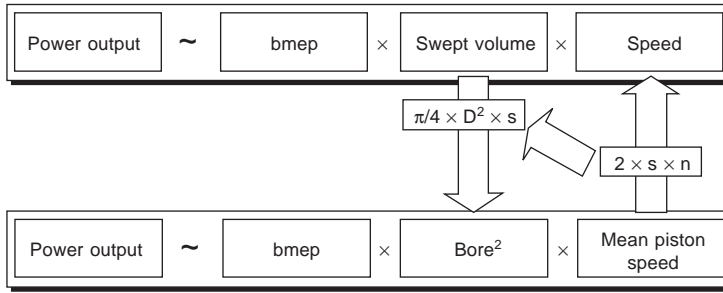 Power output ~ bmep × Swept volume × Speed
π/4 × D² × s
2 × s × n
Power output ~ bmep × Bore² × Mean piston
speed